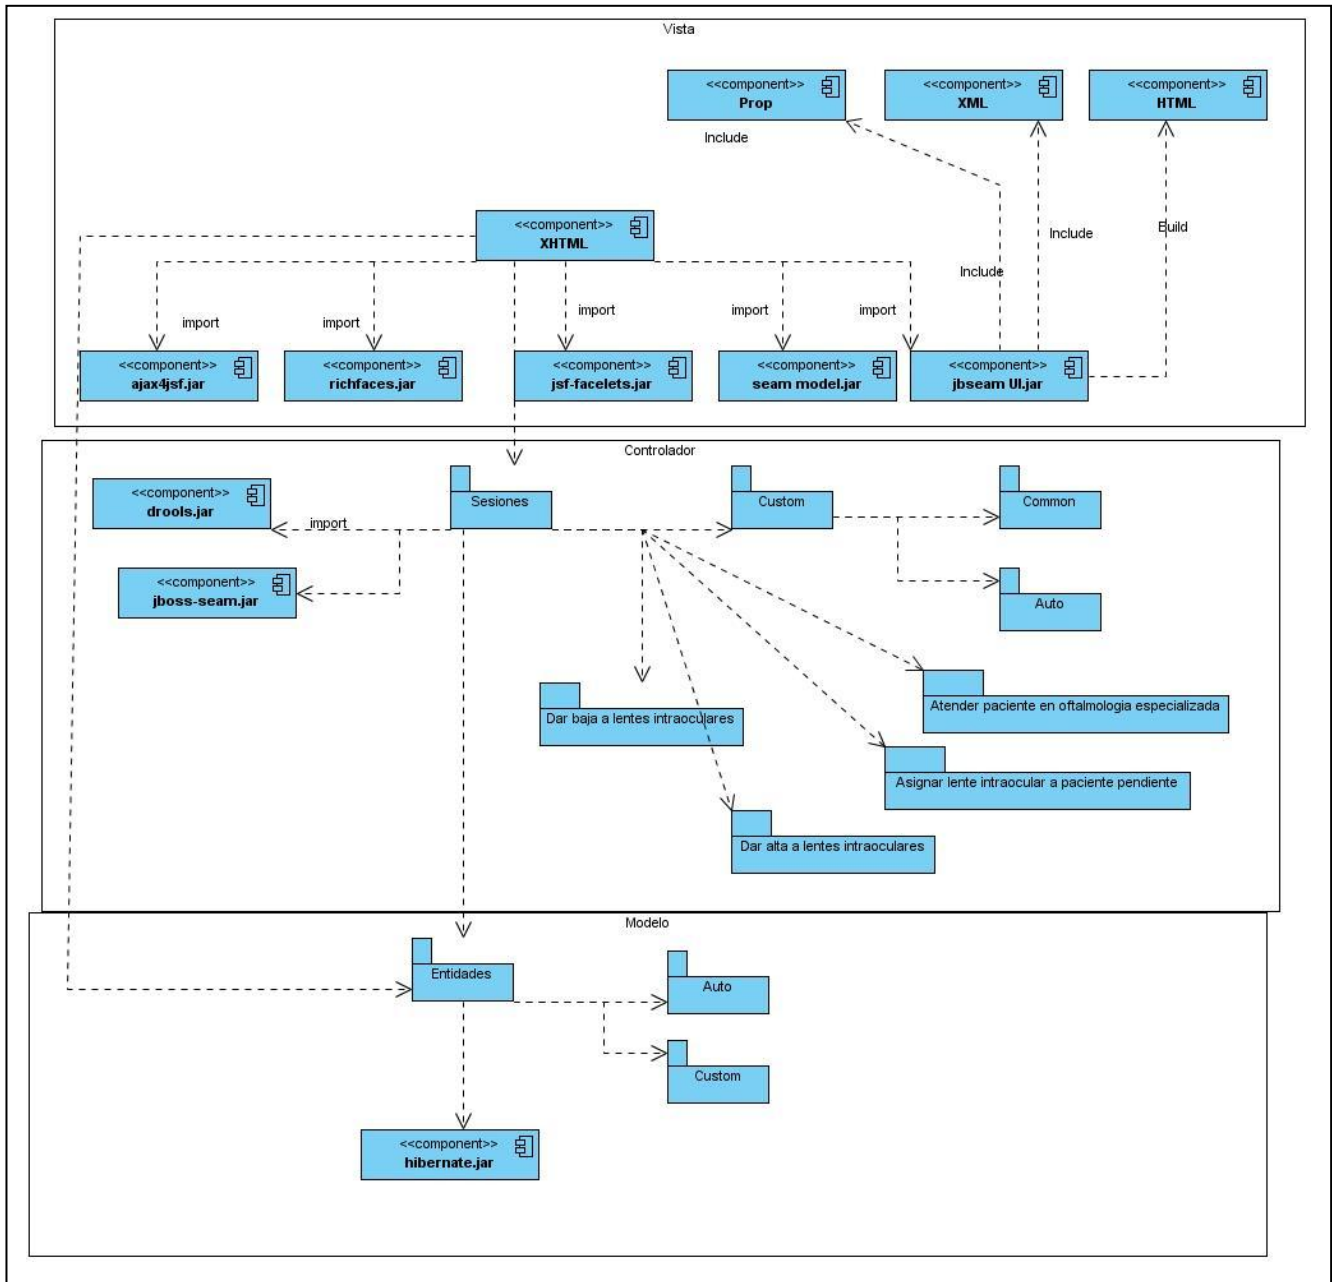 Vista
<<component>>
Prop
<<component>>
XML
<<component>>
HTML
Include
<<component>>
XHTML
Include
Build
Include
import
import
import
import
import
<<component>>
ajax4jsf.jar
<<component>>
richfaces.jar
<<component>>
jsf-facelets.jar
<<component>>
seam model.jar
<<component>>
jbseam UI.jar
Controlador
<<component>>
drools.jar
import
Sesiones
Custom
Common
<<component>>
jboss-seam.jar
Auto
Dar baja a lentes intraoculares
Atender paciente en oftalmologia especializada
Asignar lente intraocular a paciente pendiente
Dar alta a lentes intraoculares
Modelo
Entidades
Auto
Custom
<<component>>
hibernate.jar